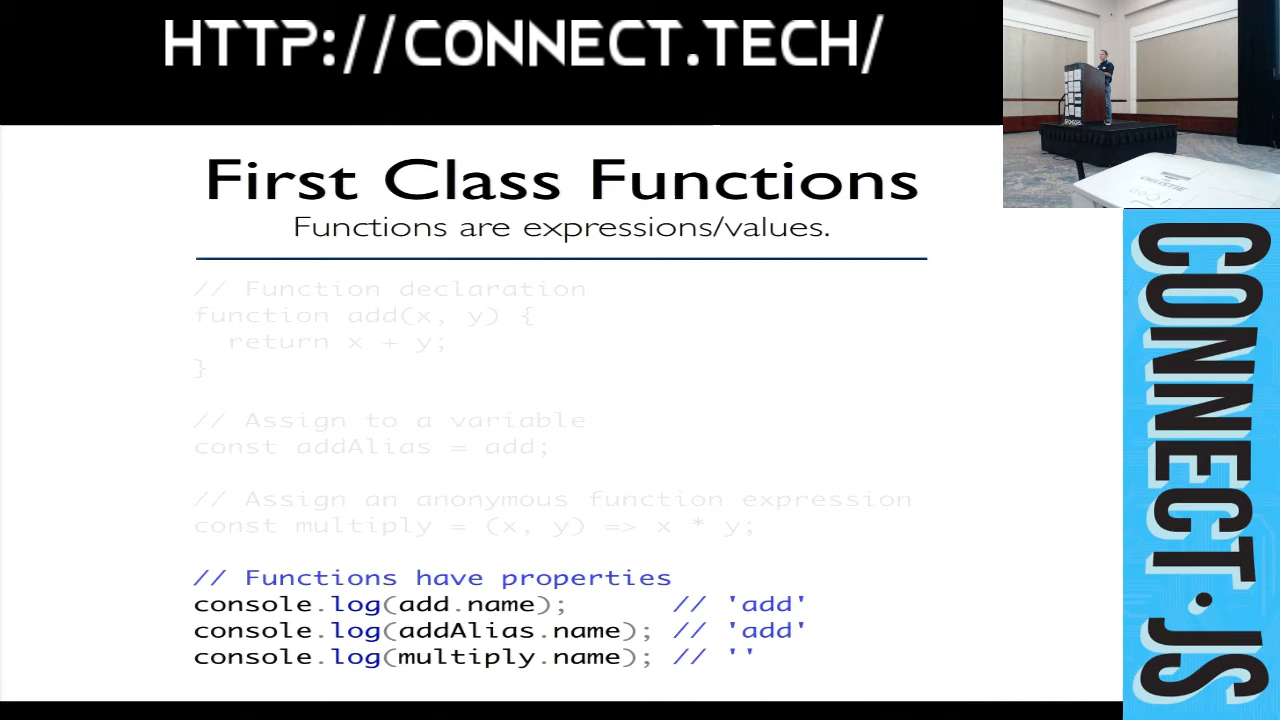 HTTP://CONNECT.TECH/
First Class Functions
Functions are expressions/values.
// Function declaration
function add(x, y) {
  return x + y;
}
// Assign to a variable
const addAlias = add;
// Assign an anonymous function expression
const multiply = (x, y) => x * y;
// Functions have properties
console.log(add.name);       // 'add'
console.log(addAlias.name); // 'add'
console.log(multiply.name); // ''
CONNECT.JS
CHRISTIE